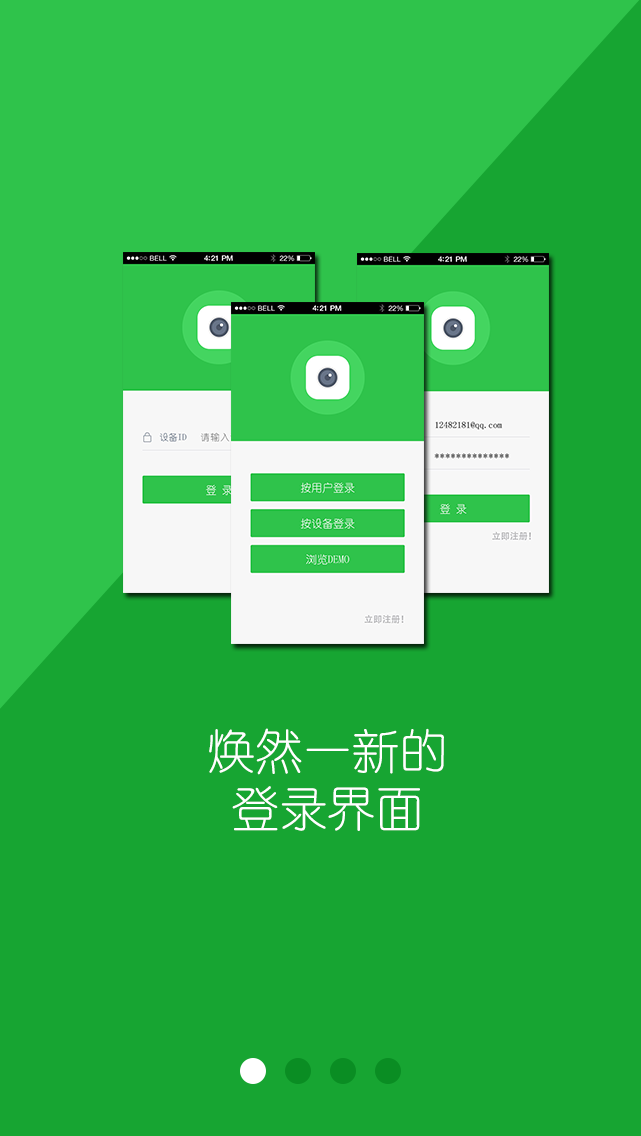 ●●●○○ BELL 4:21 PM 22%
●●●○○ BELL 4:21 PM 22%
●●●○○ BELL 4:21 PM 22%
设备ID 请输入
登 录
12482181@qq.com
**************
登 录
立即注册!
按用户登录
按设备登录
浏览DEMO
立即注册!
焕然一新的
登录界面